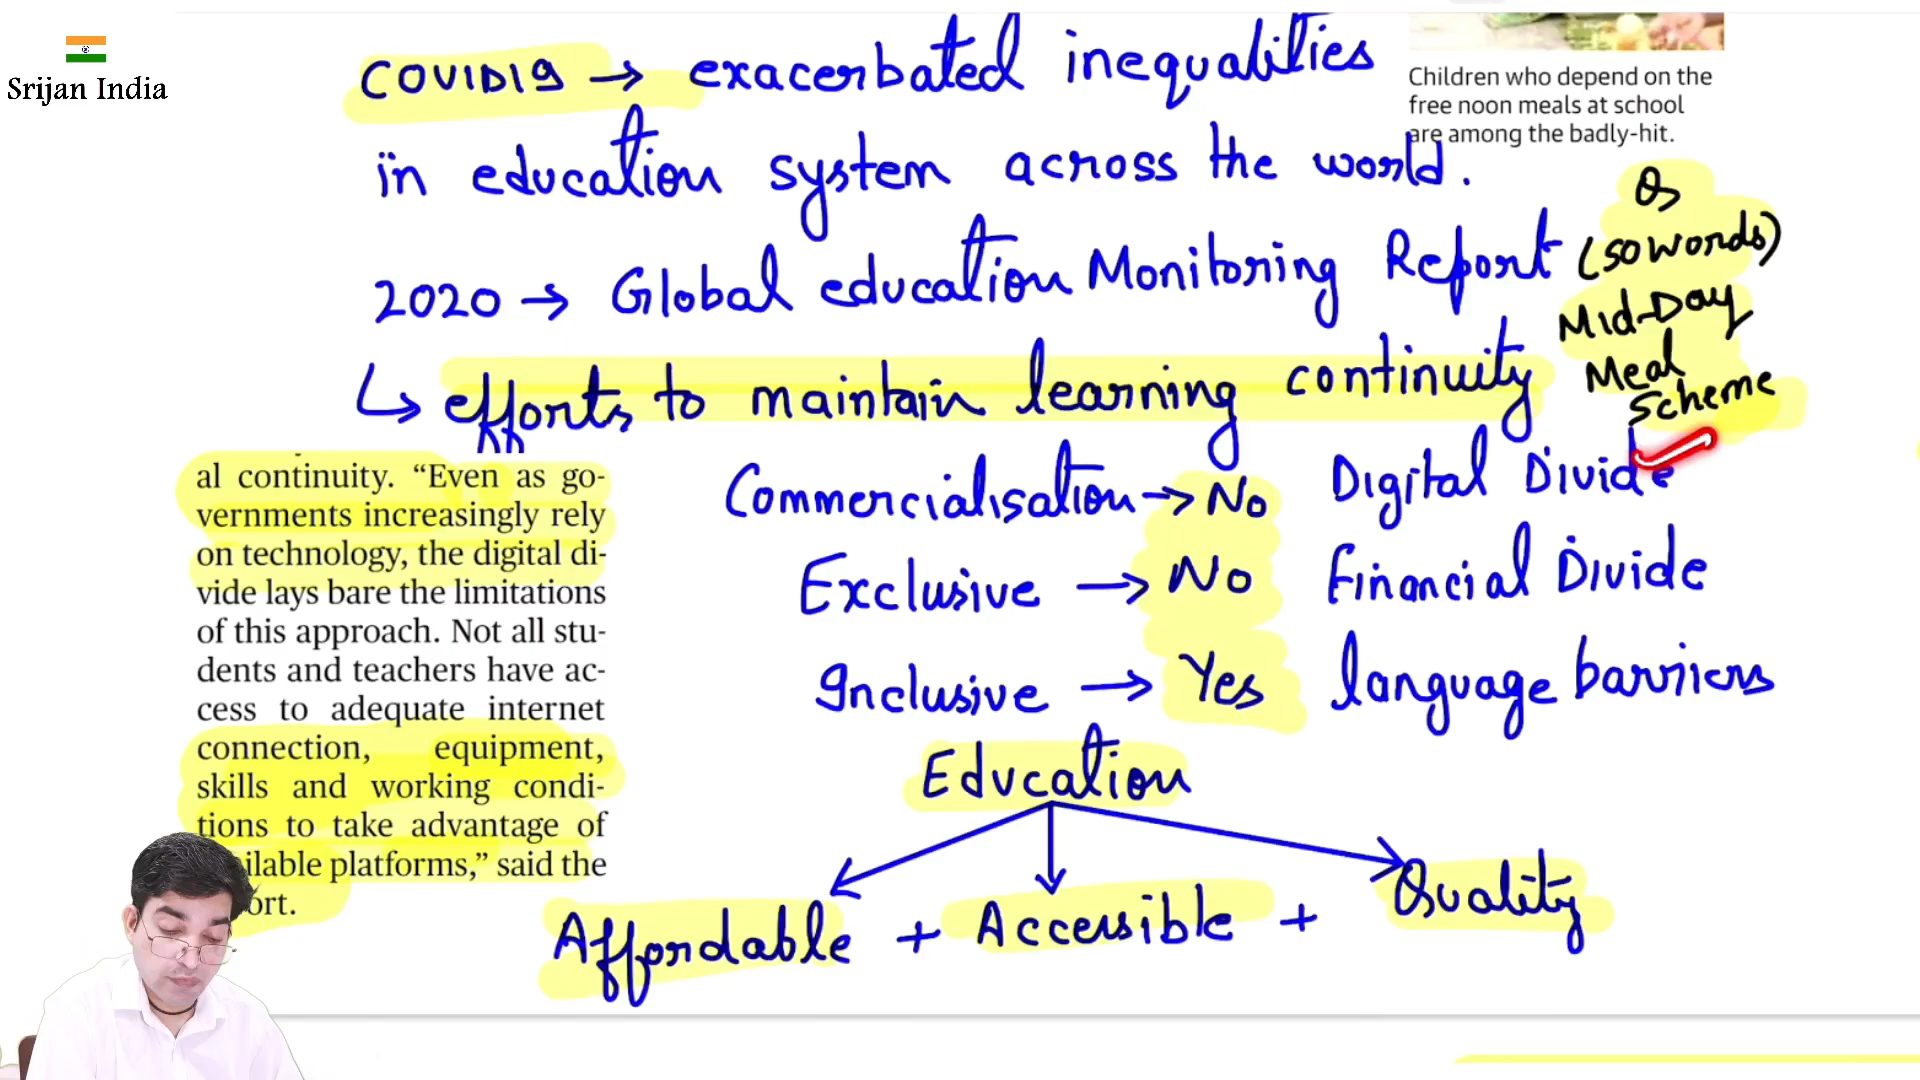 Srijan India
COVID19 → exacerbated inequalities
in education system across the world.
2020 → Global education Monitoring Report
↳ efforts to maintain learning continuity
Children who depend on the
free noon meals at school
are among the badly-hit.
Qs
(50 words)
Mid-Day
Meal
Scheme
al continuity. “Even as go-
vernments increasingly rely
on technology, the digital di-
vide lays bare the limitations
of this approach. Not all stu-
dents and teachers have ac-
cess to adequate internet
connection, equipment,
skills and working condi-
tions to take advantage of
ilable platforms,” said the
ort.
Commercialisation → No
Exclusive → No
Inclusive → Yes
Digital Divide
Financial Divide
language barriers
Education
Affordable + Accessible + Quality